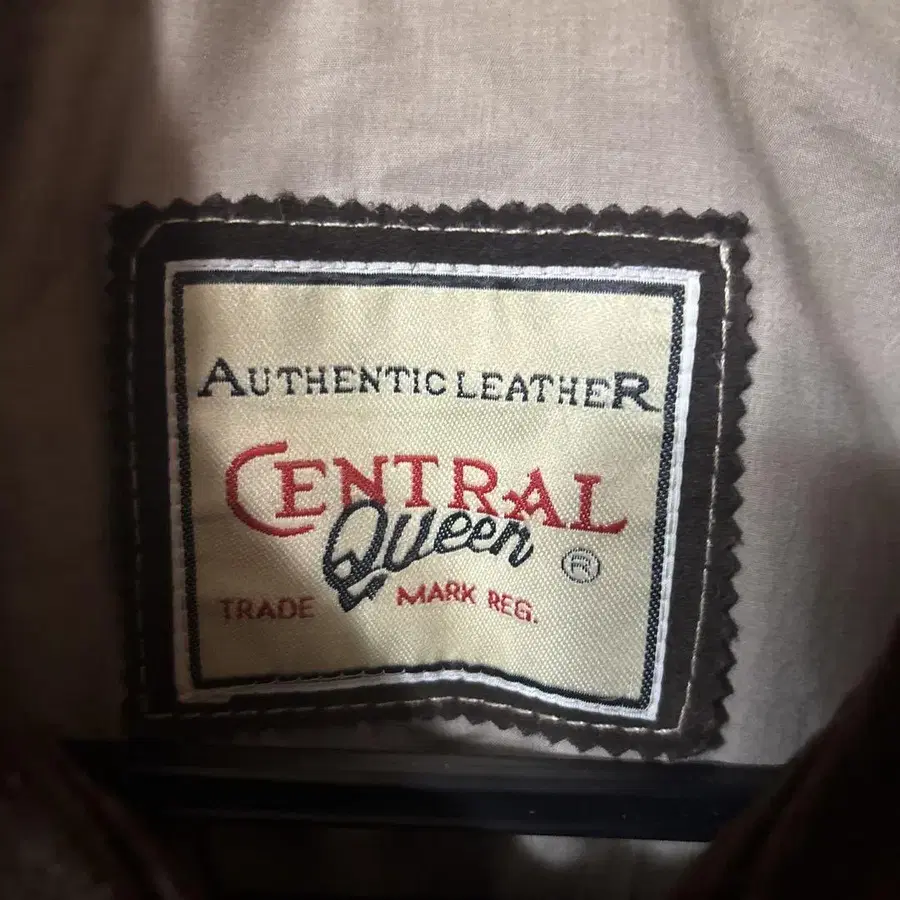 AUTHENTIC LEATHER
CENTRAL
Queen ®
TRADE MARK REG.